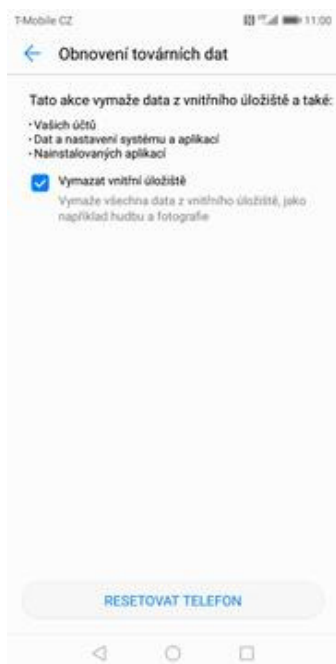 T-Mobile CZ 11:00
Obnovení továrních dat
Tato akce vymaže data z vnitřního úložiště a také:
• Vašich účtů
• Dat a nastavení systému a aplikací
• Nainstalovaných aplikací
Vymazat vnitřní úložiště
Vymaže všechna data z vnitřního úložiště, jako
například hudbu a fotografie
RESETOVAT TELEFON